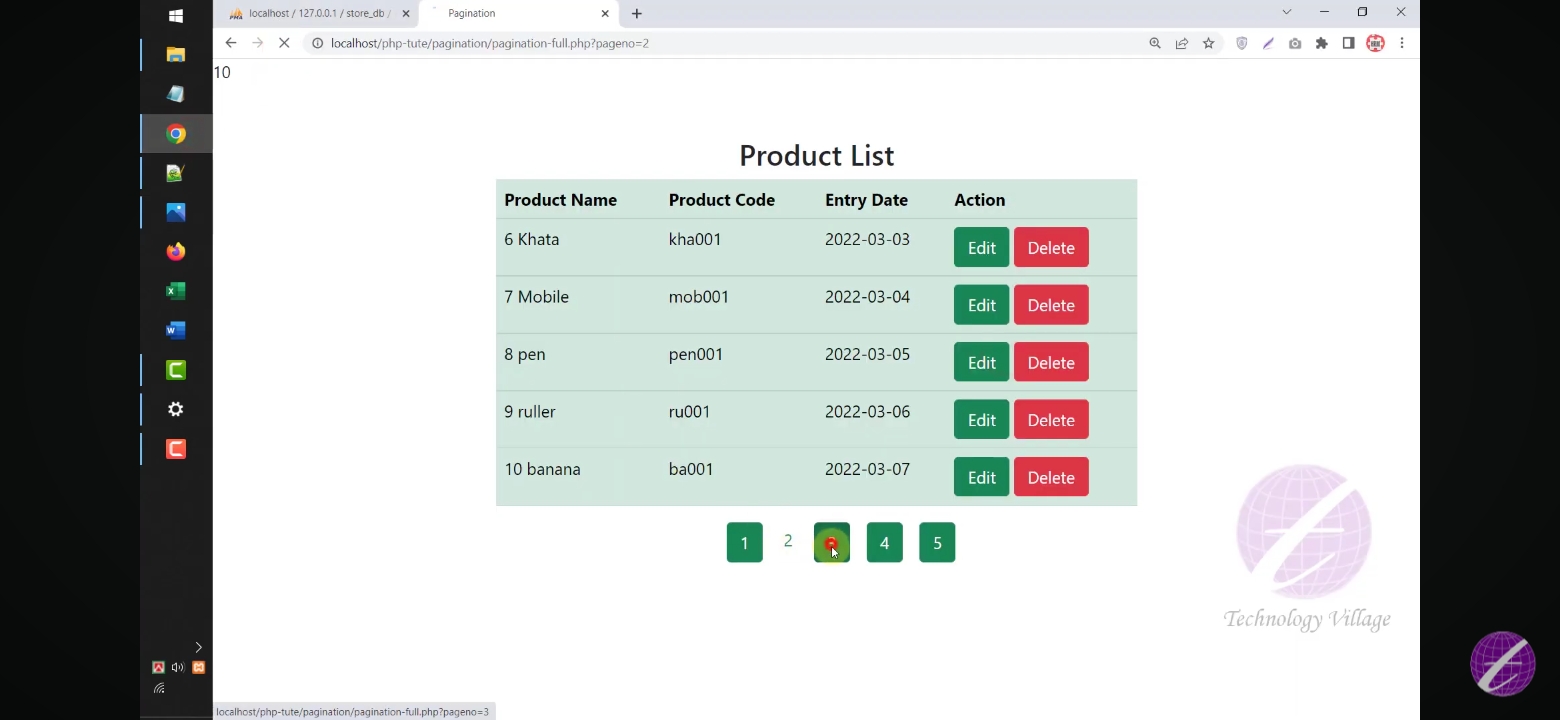 localhost / 127.0.0.1 / store_db /
Pagination
localhost/php-tute/pagination/pagination-full.php?pageno=2
10
Product List
Product Name Product Code Entry Date Action
6 Khata kha001 2022-03-03 Edit Delete
7 Mobile mob001 2022-03-04 Edit Delete
8 pen pen001 2022-03-05 Edit Delete
9 ruller ru001 2022-03-06 Edit Delete
10 banana ba001 2022-03-07 Edit Delete
1 2 4 5
Technology Village
localhost/php-tute/pagination/pagination-full.php?pageno=3